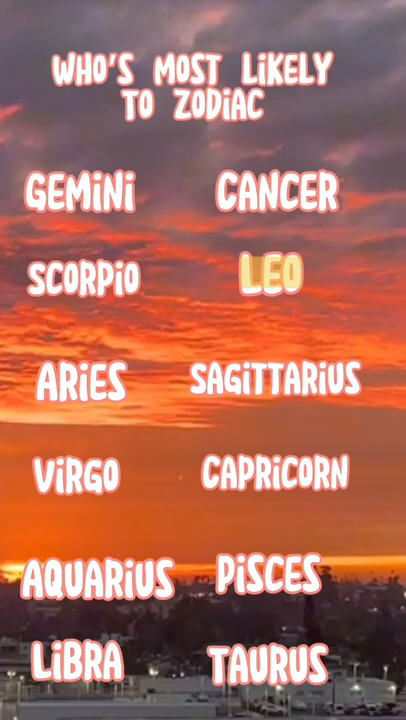 WHO'S MOST LiKELY
TO ZODiAC
GEMiNi CANCER
SCORPiO LEO
ARiES SAGiTTARiUS
ViRGO CAPRiCORN
AQUARiUS PiSCES
LiBRA TAURUS